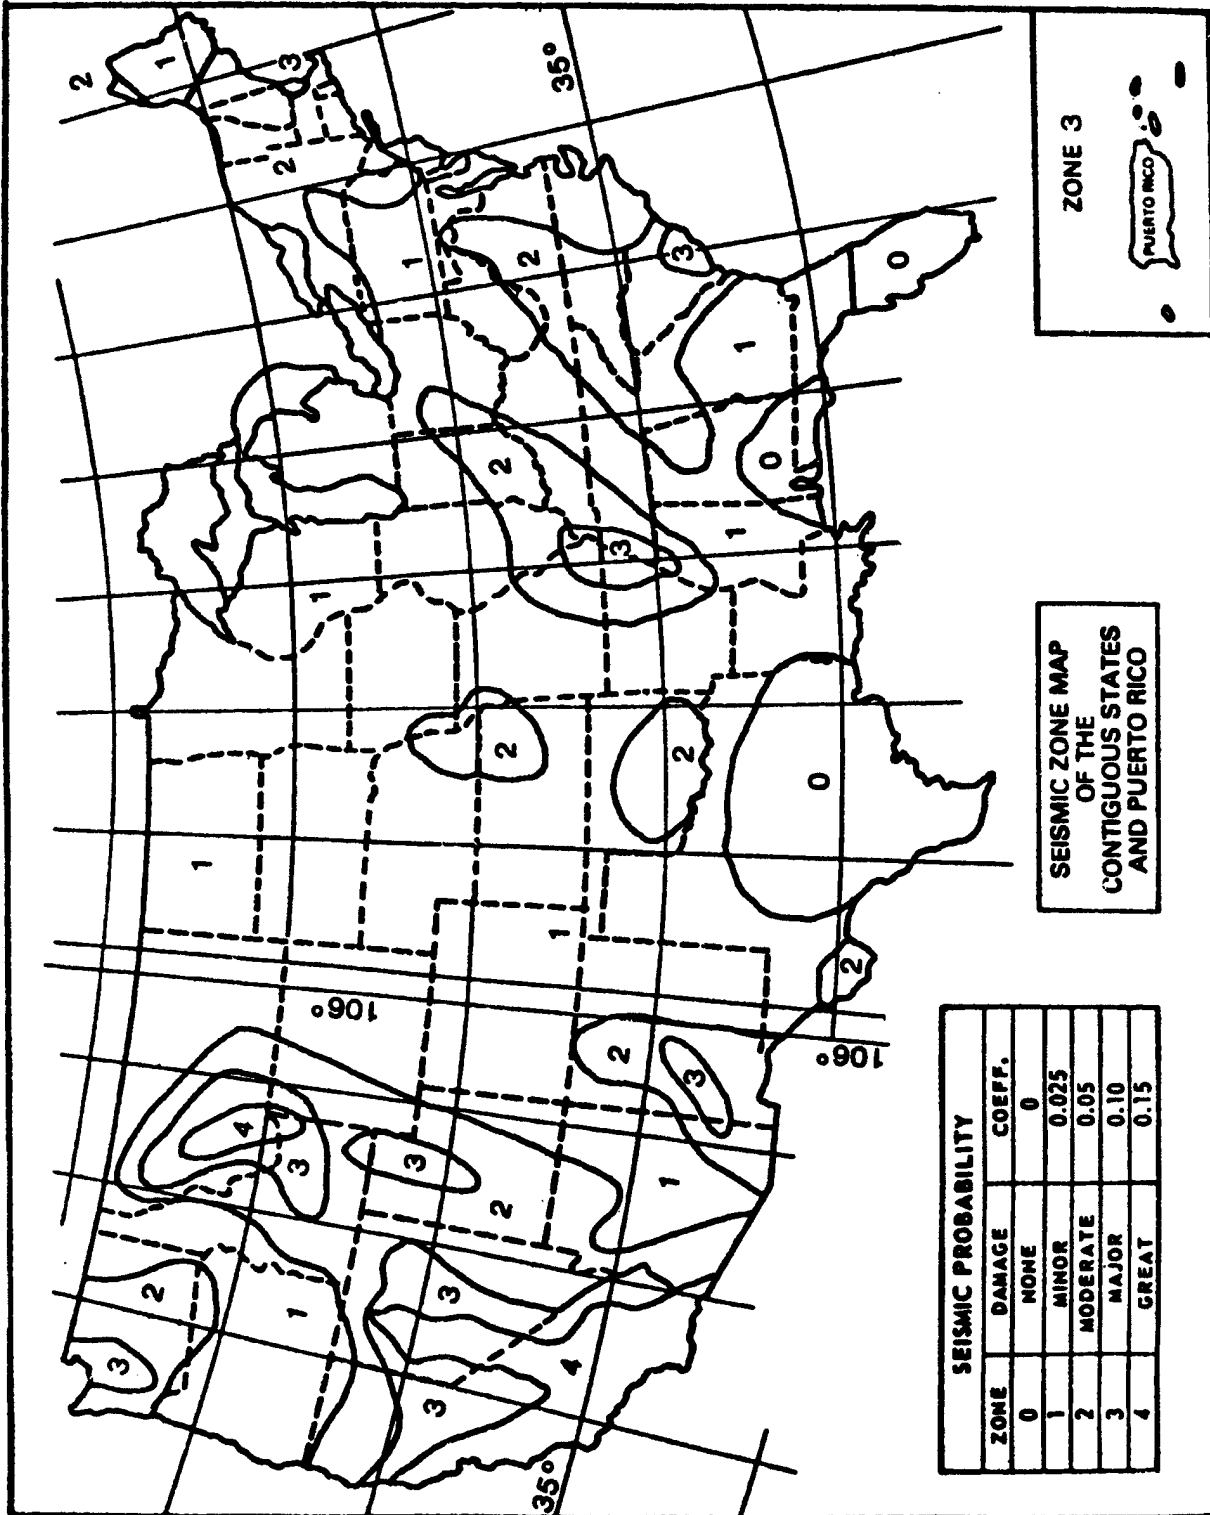 2
1
3
2
35°
1
2
3
0
1
0
2
3
1
1
2
2
0
1
1
106°
106°
2
4
3
3
2
2
3
1
2
3
1
3
4
3
35°
ZONE 3
PUERTO RICO
SEISMIC ZONE MAP
OF THE
CONTIGUOUS STATES
AND PUERTO RICO
SEISMIC PROBABILITY
ZONE DAMAGE COEFF.
0 NONE 0
1 MINOR 0.025
2 MODERATE 0.05
3 MAJOR 0.10
4 GREAT 0.15